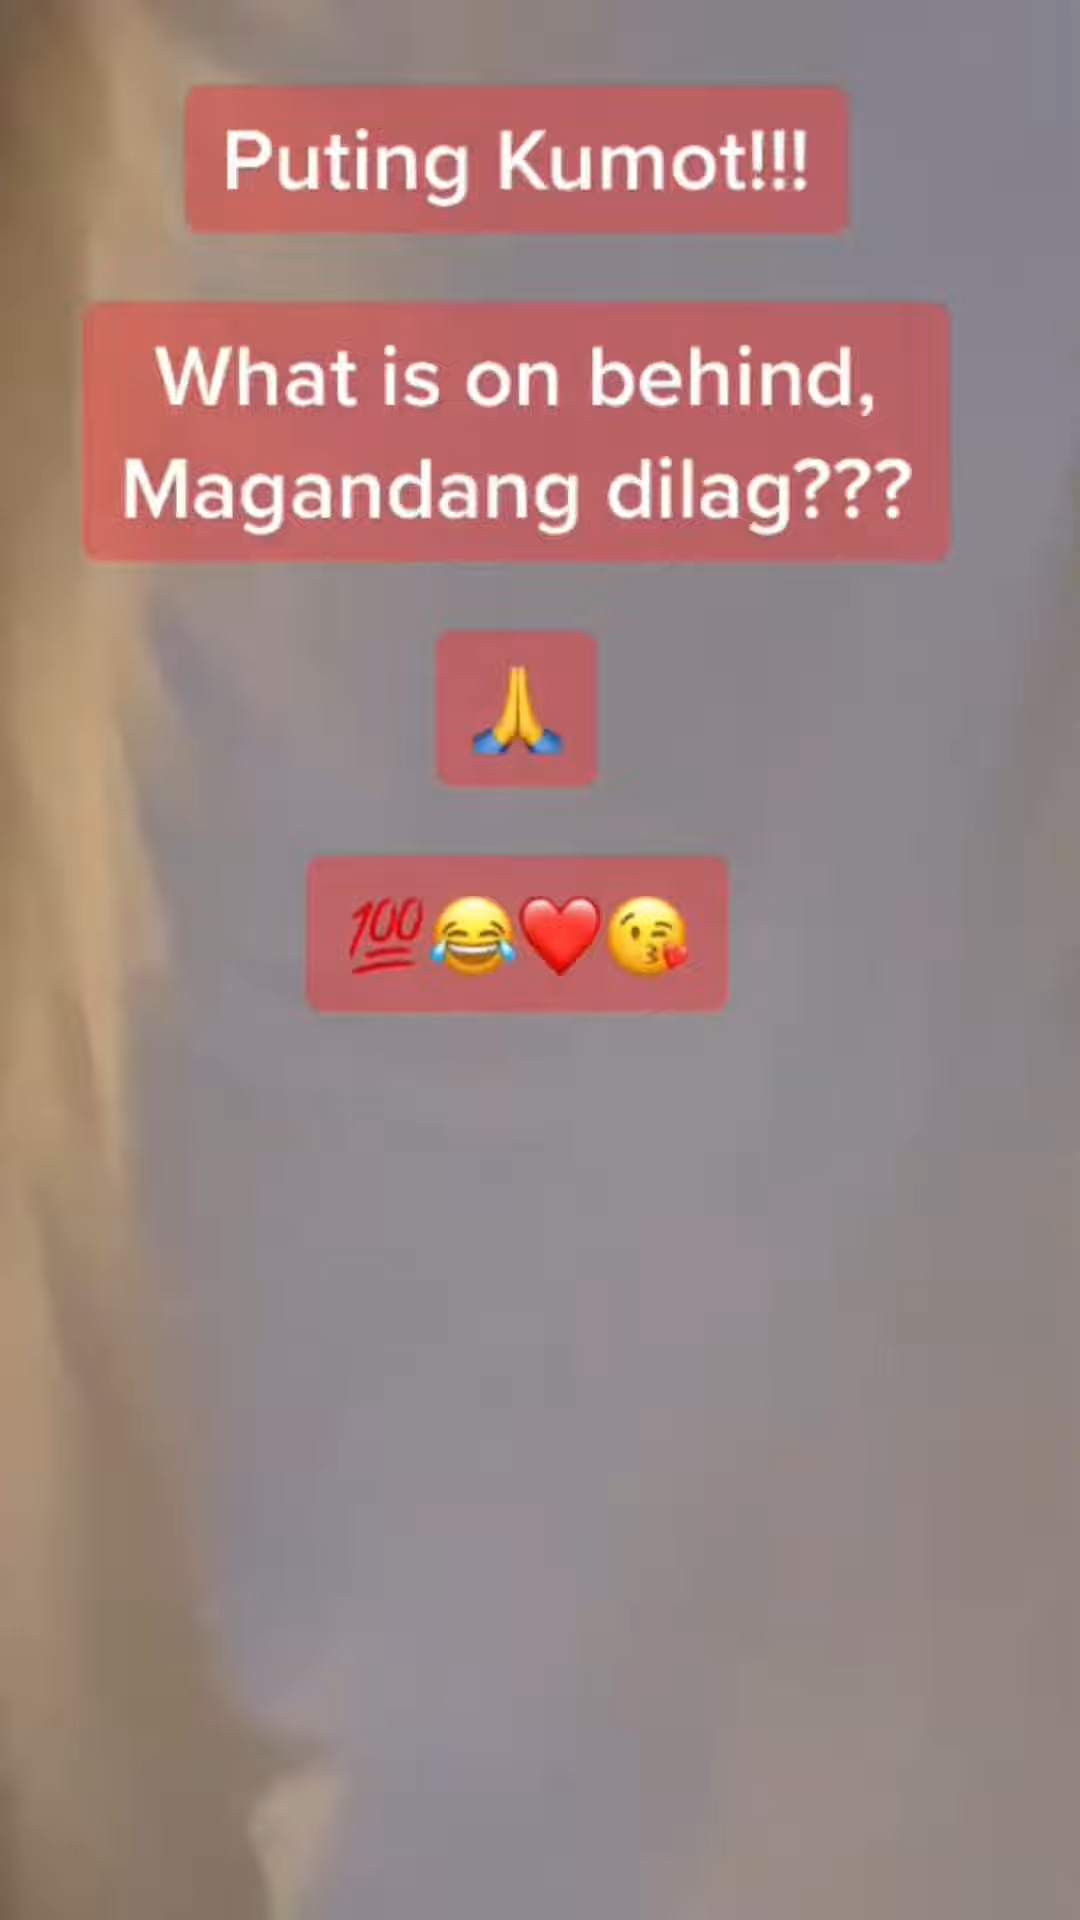 Puting Kumot!!!
What is on behind,
Magandang dilag???
🙏
💯😂❤️😘